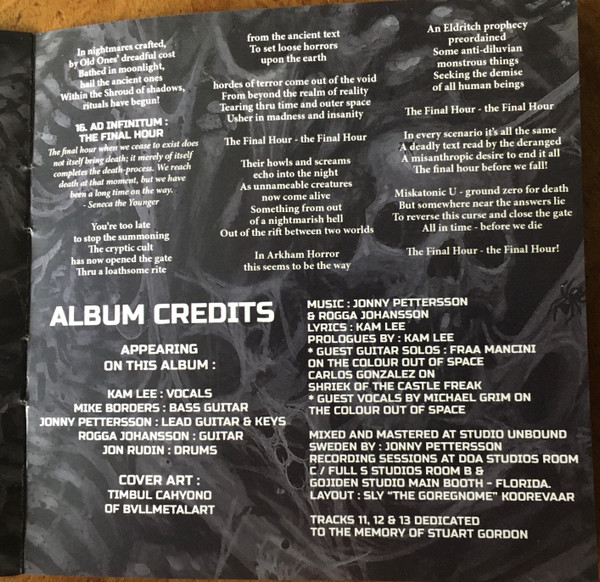 In nightmares crafted,
by Old Ones' dreadful cost
Bathed in moonlight,
hail the ancient ones
Within the Shroud of shadows,
rituals have begun!
16. AD INFINITUM :
THE FINAL HOUR
The final hour when we cease to exist does
not itself bring death; it merely of itself
completes the death-process. We reach
death at that moment, but we have
been a long time on the way.
- Seneca the Younger
You're too late
to stop the summoning
The cryptic cult
has now opened the gate
Thru a loathsome rite
from the ancient text
To set loose horrors
upon the earth
hordes of terror come out of the void
From beyond the realm of reality
Tearing thru time and outer space
Usher in madness and insanity
The Final Hour - the Final Hour
Their howls and screams
echo into the night
As unnameable creatures
now come alive
Something from out
of a nightmarish hell
Out of the rift between two worlds
In Arkham Horror
this seems to be the way
An Eldritch prophecy
preordained
Some anti-diluvian
monstrous things
Seeking the demise
of all human beings
The Final Hour - the Final Hour
In every scenario it's all the same
A deadly text read by the deranged
A misanthropic desire to end it all
The final hour before we fall!
Miskatonic U - ground zero for death
But somewhere near the answers lie
To reverse this curse and close the gate
All in time - before we die
The Final Hour - the Final Hour!
ALBUM CREDITS
APPEARING
ON THIS ALBUM :
KAM LEE : VOCALS
MIKE BORDERS : BASS GUITAR
JONNY PETTERSSON : LEAD GUITAR & KEYS
ROGGA JOHANSSON : GUITAR
JON RUDIN : DRUMS
COVER ART :
TIMBUL CAHYONO
OF BVLLMETALART
MUSIC : JONNY PETTERSSON
& ROGGA JOHANSSON
LYRICS : KAM LEE
PROLOGUES BY : KAM LEE
* GUEST GUITAR SOLOS : FRAA MANCINI
ON THE COLOUR OUT OF SPACE
CARLOS GONZALEZ ON
SHRIEK OF THE CASTLE FREAK
* GUEST VOCALS BY MICHAEL GRIM ON
THE COLOUR OUT OF SPACE
MIXED AND MASTERED AT STUDIO UNBOUND
SWEDEN BY : JONNY PETTERSSON
RECORDING SESSIONS AT DOA STUDIOS ROOM
C / FULL S STUDIOS ROOM B &
GOJIDEN STUDIO MAIN BOOTH - FLORIDA.
LAYOUT : SLY "THE GOREGNOME" KOOREVAAR
TRACKS 11, 12 & 13 DEDICATED
TO THE MEMORY OF STUART GORDON